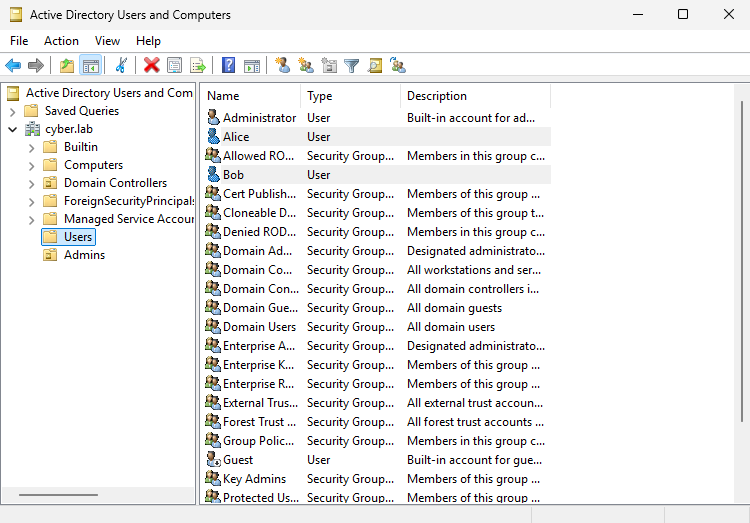 Active Directory Users and Computers
File Action View Help
Active Directory Users and Com
Saved Queries
cyber.lab
Builtin
Computers
Domain Controllers
ForeignSecurityPrincipals
Managed Service Accour
Users
Admins
Name Type Description
Administrator User Built-in account for ad...
Alice User
Allowed RO... Security Group... Members in this group c...
Bob User
Cert Publish... Security Group... Members of this group ...
Cloneable D... Security Group... Members of this group t...
Denied ROD... Security Group... Members in this group c...
Domain Ad... Security Group... Designated administrato...
Domain Co... Security Group... All workstations and ser...
Domain Con... Security Group... All domain controllers i...
Domain Gue... Security Group... All domain guests
Domain Users Security Group... All domain users
Enterprise A... Security Group... Designated administrato...
Enterprise K... Security Group... Members of this group ...
Enterprise R... Security Group... Members of this group ...
External Trus... Security Group... All external trust accoun...
Forest Trust ... Security Group... All forest trust accounts ...
Group Polic... Security Group... Members in this group c...
Guest User Built-in account for gue...
Key Admins Security Group... Members of this group ...
Protected Us... Security Group... Members of this group ...